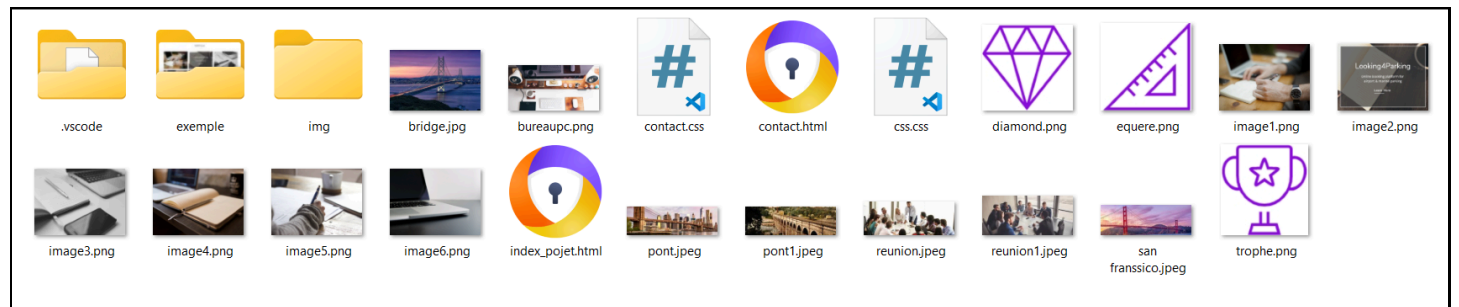 .vscode
exemple
img
bridge.jpg
bureaupc.png
contact.css
contact.html
css.css
diamond.png
equere.png
image1.png
Looking4Parking
image2.png
image3.png
image4.png
image5.png
image6.png
index_pojet.html
pont.jpeg
pont1.jpeg
reunion.jpeg
reunion1.jpeg
san
franssico.jpeg
trophe.png